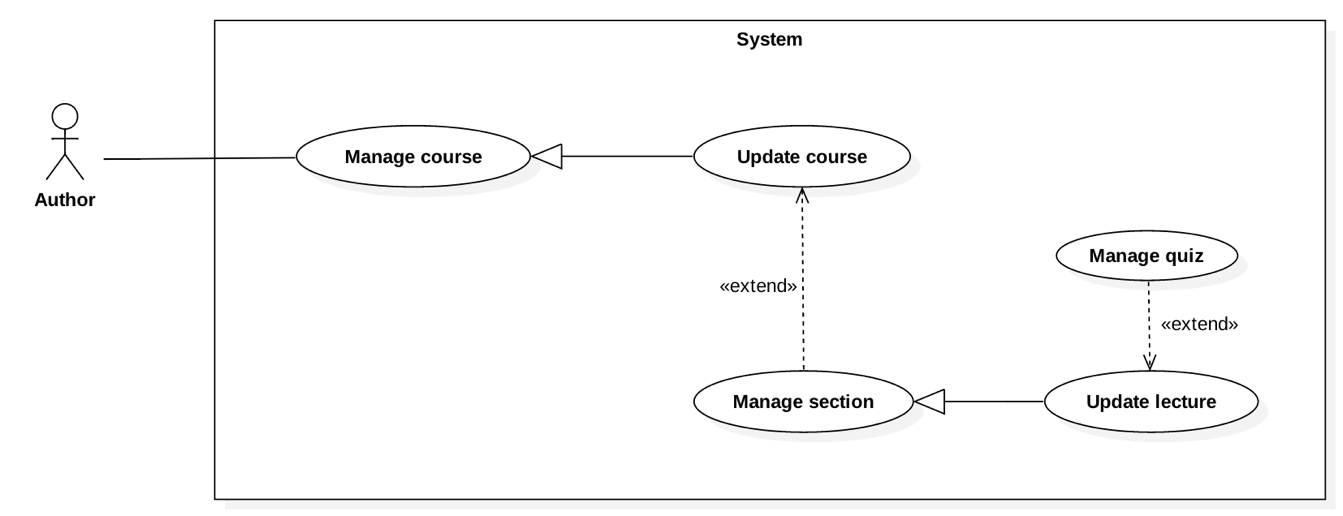 System
Author
Manage course
Update course
Manage quiz
«extend»
«extend»
Manage section
Update lecture